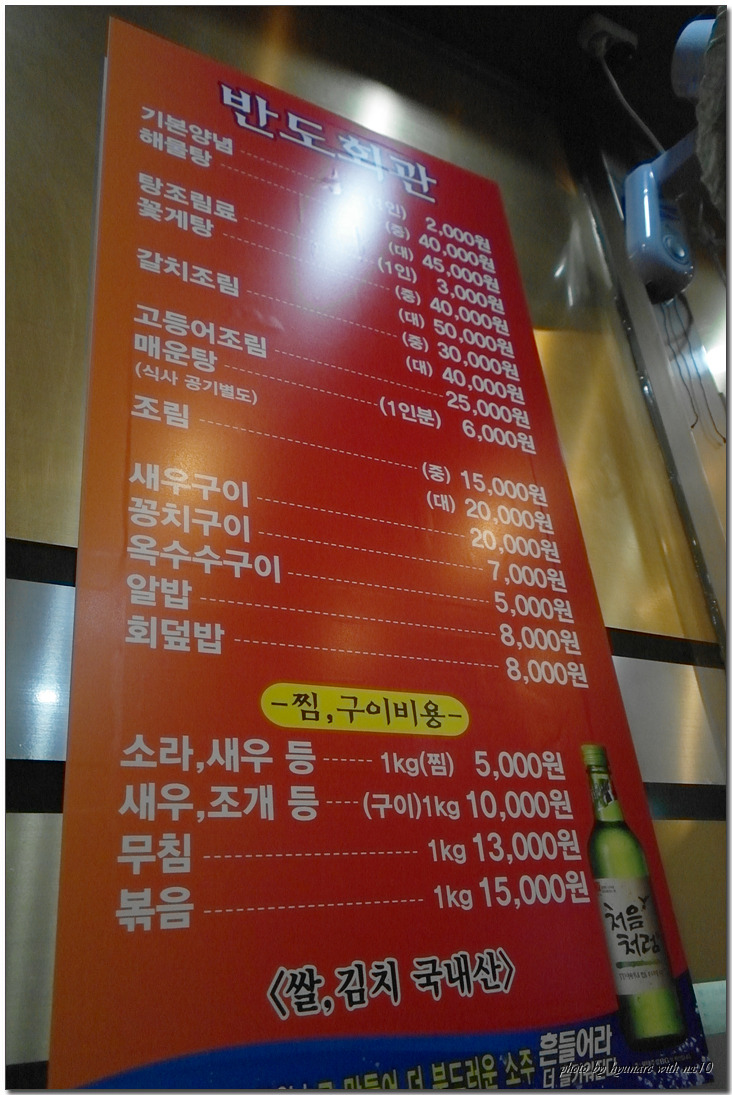 반도회관
기본양념 (1인) 2,000원
해물탕 (중) 40,000원
(대) 45,000원
탕조림료 (1인) 3,000원
꽃게탕 (중) 40,000원
(대) 50,000원
갈치조림 (중) 30,000원
(대) 40,000원
고등어조림 25,000원
매운탕 (1인분) 6,000원
(식사 공기별도)
조림 (중) 15,000원
(대) 20,000원
새우구이 20,000원
꽁치구이 7,000원
옥수수구이 5,000원
알밥 8,000원
회덮밥 8,000원
-찜,구이비용-
소라,새우 등 1kg(찜) 5,000원
새우,조개 등 (구이)1kg 10,000원
무침 1kg 13,000원
볶음 1kg 15,000원
<쌀,김치 국내산>
처음처럼
만들어 더 부드러운 소주
흔들어라
photo by hyunarc with nx10